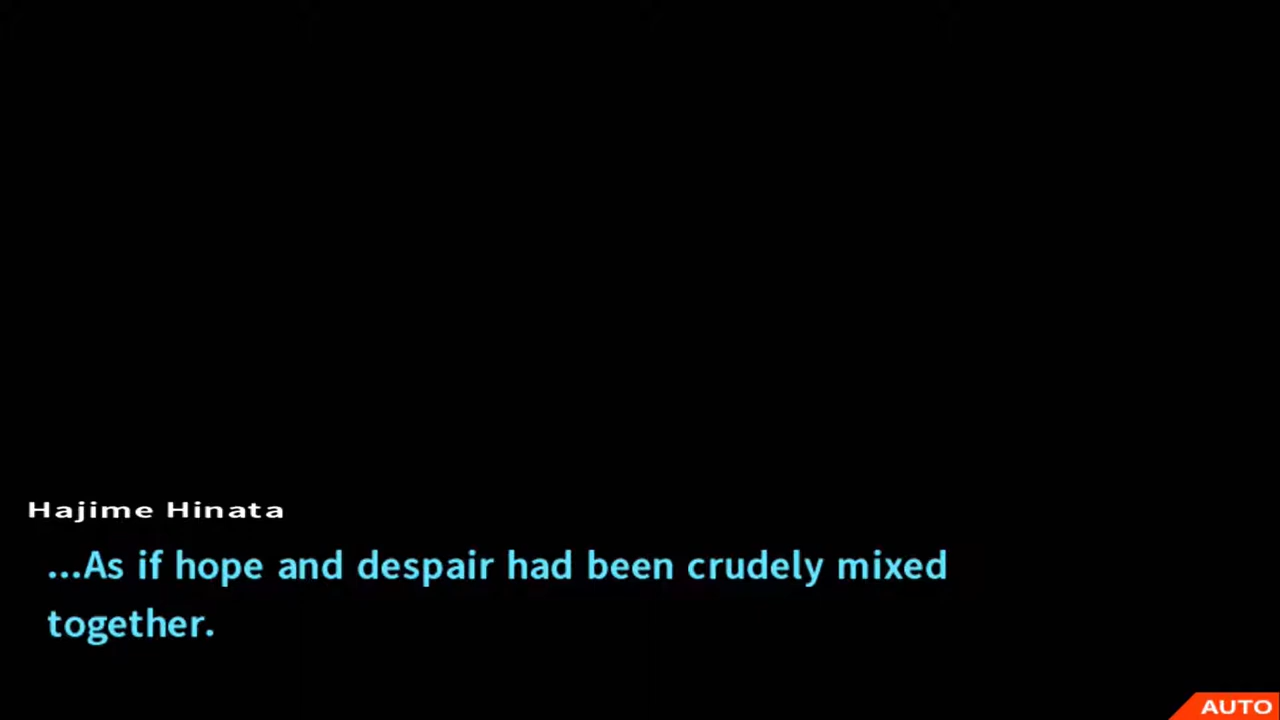 Hajime Hinata
...As if hope and despair had been crudely mixed
together.
AUTO